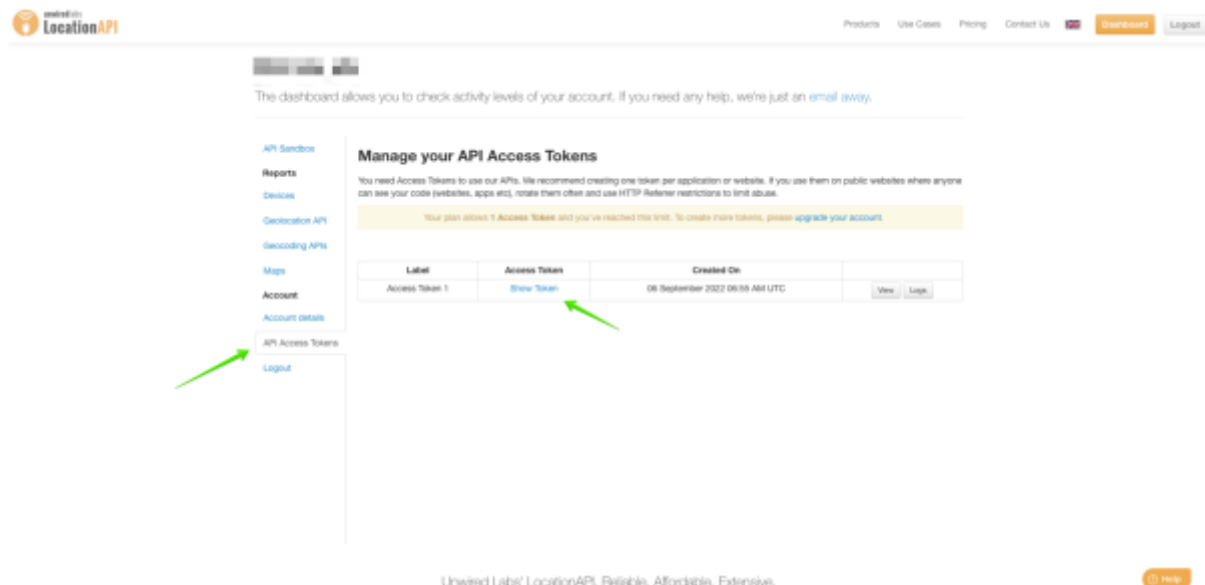 unwiredlabs
LocationAPI
Products Use Cases Pricing Contact Us Dashboard Logout
The dashboard allows you to check activity levels of your account. If you need any help, we're just an email away.
API Sandbox
Reports
Devices
Geolocation API
Geocoding APIs
Maps
Account
Account details
API Access Tokens
Logout
Manage your API Access Tokens
You need Access Tokens to use our APIs. We recommend creating one token per application or website. If you use them on public websites where anyone
can see your code (websites, apps etc), rotate them often and use HTTP Referrer restrictions to limit abuse.
Your plan allows 1 Access Token and you've reached this limit. To create more tokens, please upgrade your account.
Label Access Token Created On
Access Token 1 Show Token 06 September 2022 06:55 AM UTC View Logs
Unwired Labs' LocationAPI. Reliable. Affordable. Extensive.
Help